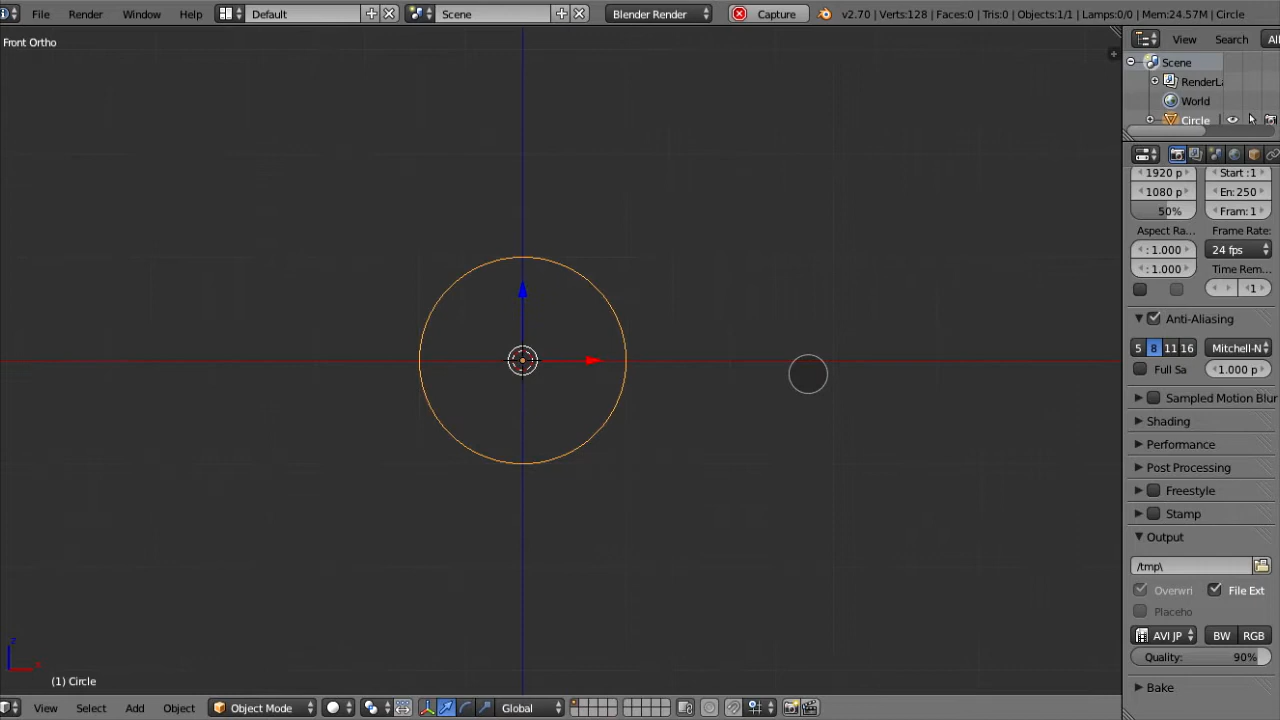 File Render Window Help Default Scene Blender Render Capture v2.70 | Verts:128 | Faces:0 | Tris:0 | Objects:1/1 | Lamps:0/0 | Mem:24.57M | Circle
Front Ortho
View Search All
Scene
RenderLa
World
Circle
1920 p Start :1
1080 p En: 250
50% Fram: 1
Aspect Ra... Frame Rate:
: 1.000 24 fps
: 1.000 Time Rem...
1
Anti-Aliasing
5 8 11 16 Mitchell-N
Full Sa 1.000 p
Sampled Motion Blur
Shading
Performance
Post Processing
Freestyle
Stamp
Output
/tmp\
Overwri File Ext
Placeho
AVI JP BW RGB
Quality: 90%
Bake
z
x
(1) Circle
View Select Add Object Object Mode Global